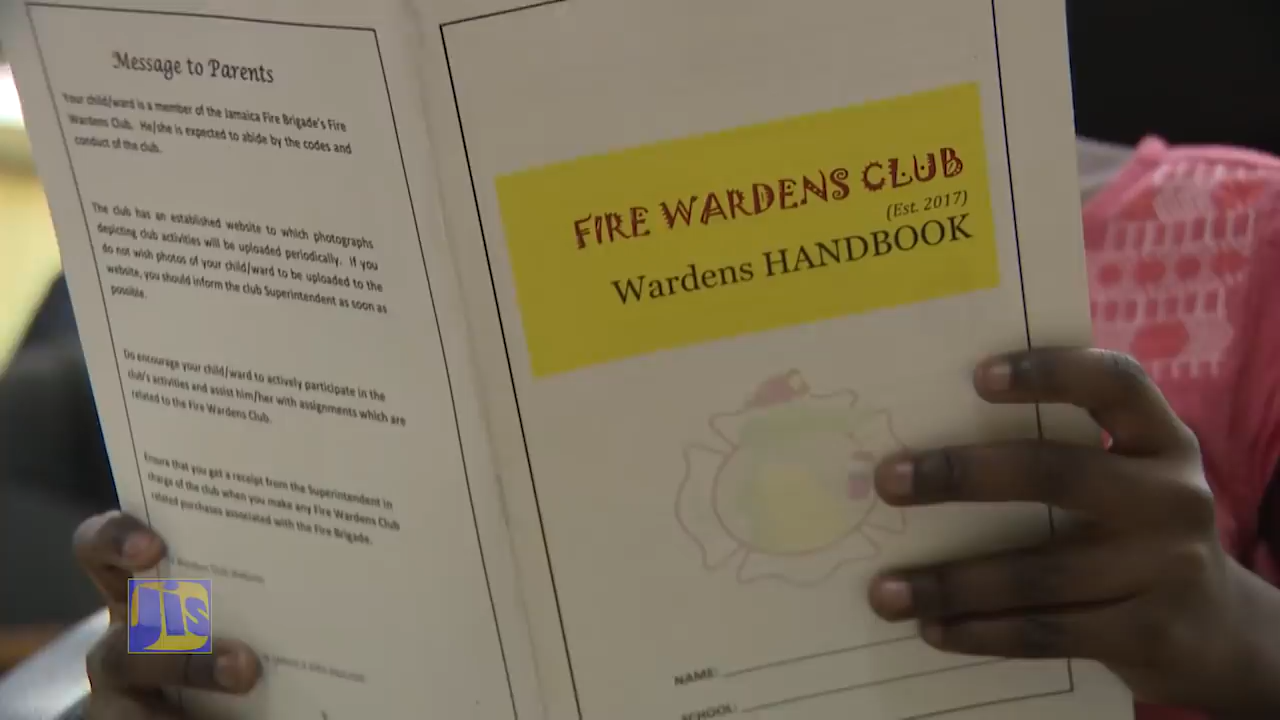 Message to Parents
Your child/ward is a member of the Jamaica Fire Brigade's Fire
Wardens Club. He/she is expected to abide by the codes and
conduct of the club.
The club has an established website to which photographs
depicting club activities will be uploaded periodically. If you
do not wish photos of your child/ward to be uploaded to the
website, you should inform the club Superintendent as soon as
possible.
Do encourage your child/ward to actively participate in the
club's activities and assist him/her with assignments which are
related to the Fire Wardens Club.
Ensure that you get a receipt from the Superintendent in
charge of the club when you make any Fire Wardens Club
related purchases associated with the Fire Brigade.
jis
FIRE WARDENS CLUB
(Est. 2017)
Wardens HANDBOOK
NAME:
SCHOOL: